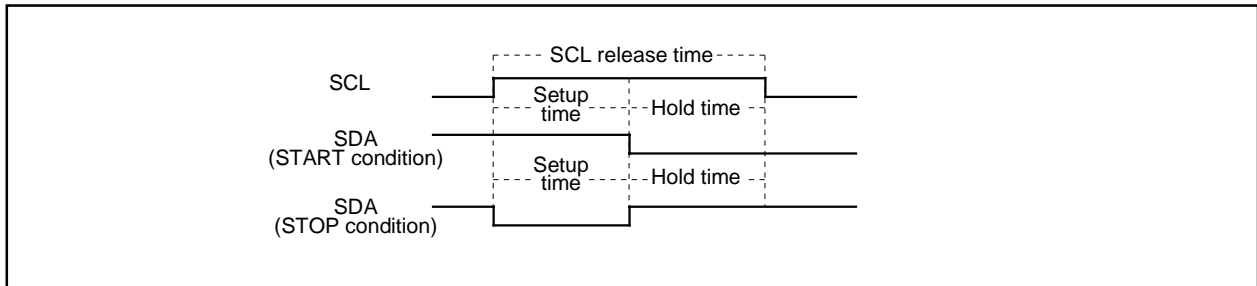 SCL release time
SCL
Setup
time
Hold time
SDA
(START condition)
Setup
time
Hold time
SDA
(STOP condition)